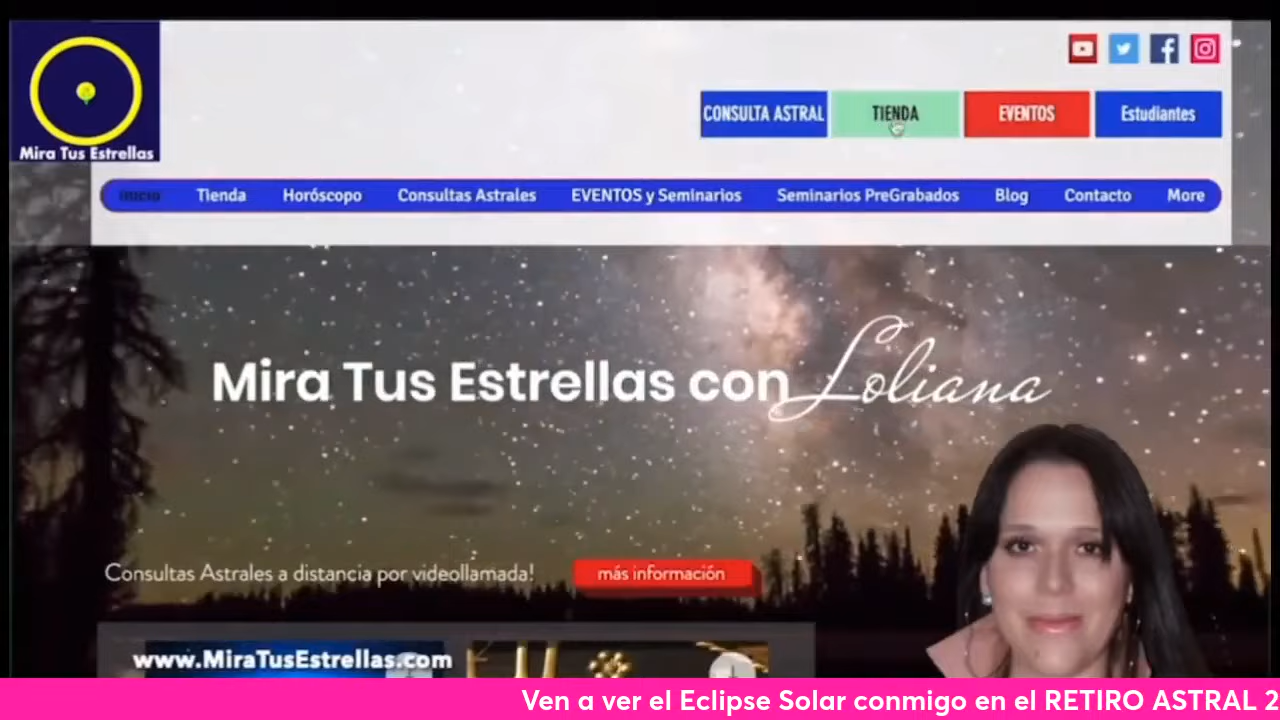 Mira Tus Estrellas
CONSULTA ASTRAL
TIENDA
EVENTOS
Estudiantes
Inicio
Tienda
Horóscopo
Consultas Astrales
EVENTOS y Seminarios
Seminarios PreGrabados
Blog
Contacto
More
Mira Tus Estrellas con Loliana
Consultas Astrales a distancia por videollamada!
más información
www.MiraTusEstrellas.com
Ven a ver el Eclipse Solar conmigo en el RETIRO ASTRAL 2